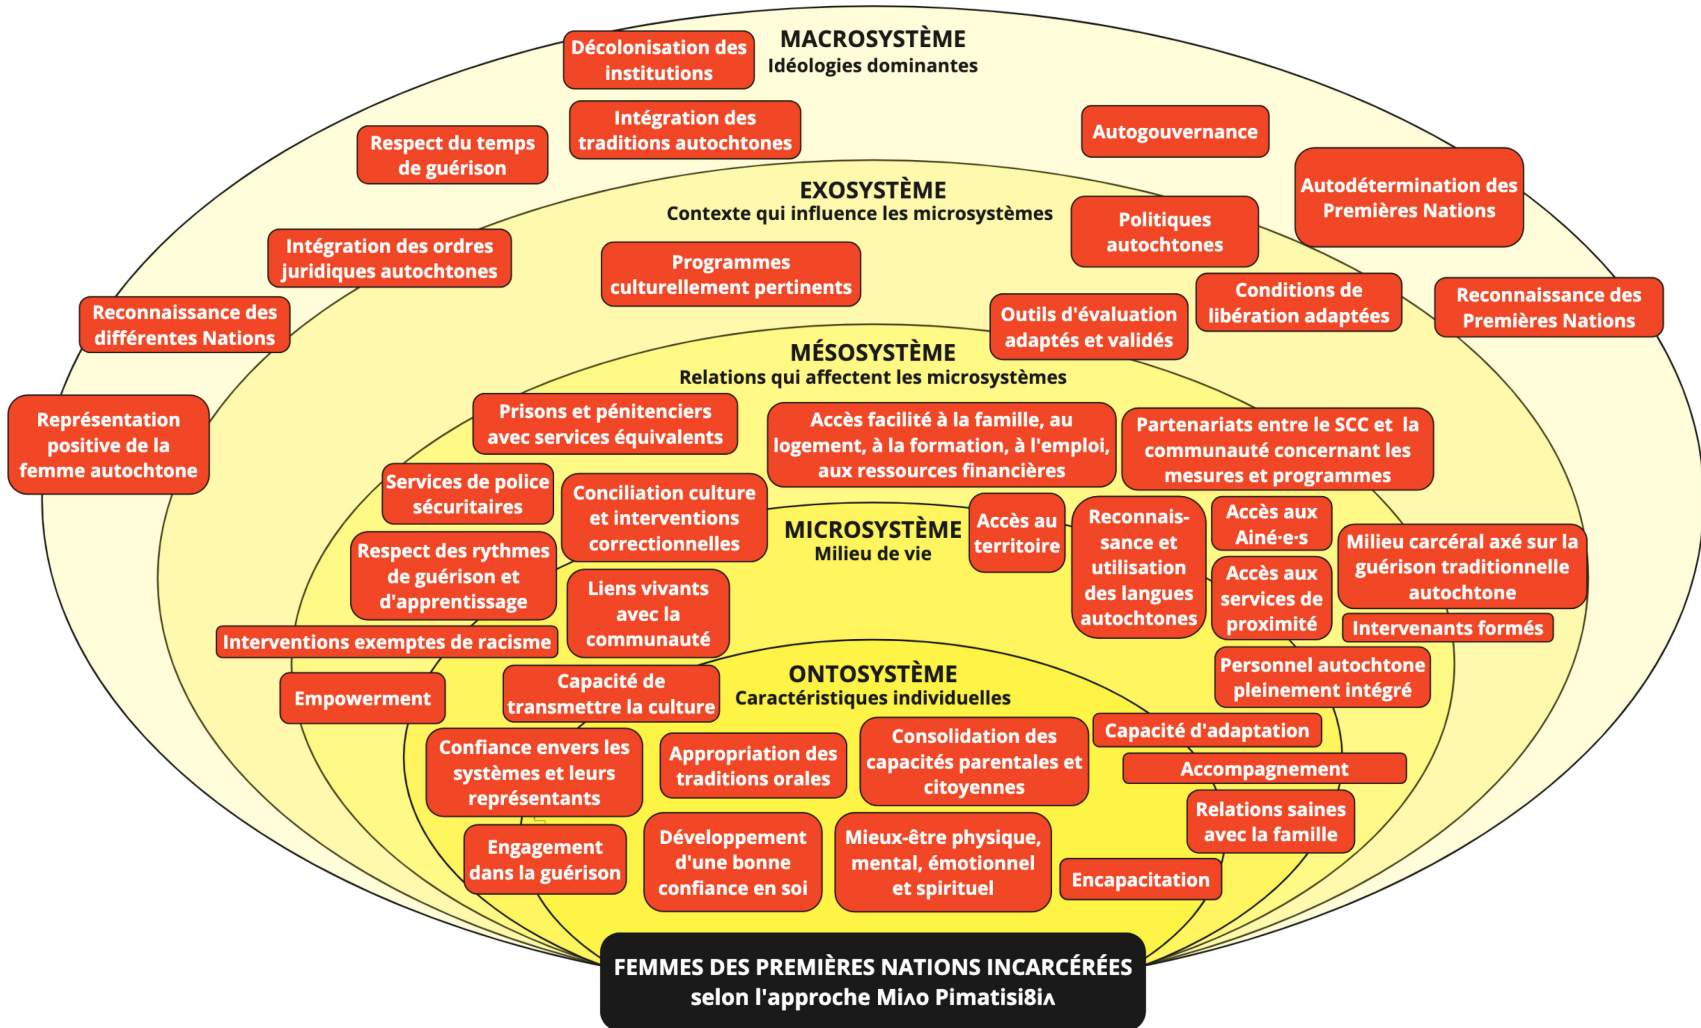 MACROSYSTÈME
Idéologies dominantes
Décolonisation des
institutions
Intégration des
traditions autochtones
Autogouvernance
Respect du temps
de guérison
Autodétermination des
Premières Nations
Intégration des ordres
juridiques autochtones
Reconnaissance des
différentes Nations
Reconnaissance des
Premières Nations
Représentation
positive de la
femme autochtone
EXOSYSTÈME
Contexte qui influence les microsystèmes
Politiques
autochtones
Programmes
culturellement pertinents
Conditions de
libération adaptées
Outils d'évaluation
adaptés et validés
MÉSOSYSTÈME
Relations qui affectent les microsystèmes
Prisons et pénitenciers
avec services équivalents
Accès facilité à la famille, au
logement, à la formation, à l'emploi,
aux ressources financières
Partenariats entre le SCC et la
communauté concernant les
mesures et programmes
Services de police
sécuritaires
Conciliation culture
et interventions
correctionnelles
MICROSYSTÈME
Milieu de vie
Accès au
territoire
Reconnais-
sance et
utilisation
des langues
autochtones
Accès aux
Ainé·e·s
Accès aux
services de
proximité
Milieu carcéral axé sur la
guérison traditionnelle
autochtone
Intervenants formés
Respect des rythmes
de guérison et
d'apprentissage
Liens vivants
avec la
communauté
Interventions exemptes de racisme
Personnel autochtone
pleinement intégré
Empowerment
Capacité de
transmettre la culture
ONTOSYSTÈME
Caractéristiques individuelles
Confiance envers les
systèmes et leurs
représentants
Appropriation des
traditions orales
Consolidation des
capacités parentales et
citoyennes
Capacité d'adaptation
Accompagnement
Relations saines
avec la famille
Engagement
dans la guérison
Développement
d'une bonne
confiance en soi
Mieux-être physique,
mental, émotionnel
et spirituel
Encapacitation
FEMMES DES PREMIÈRES NATIONS INCARCÉRÉES
selon l'approche Miʌo Pimatisi8iʌ